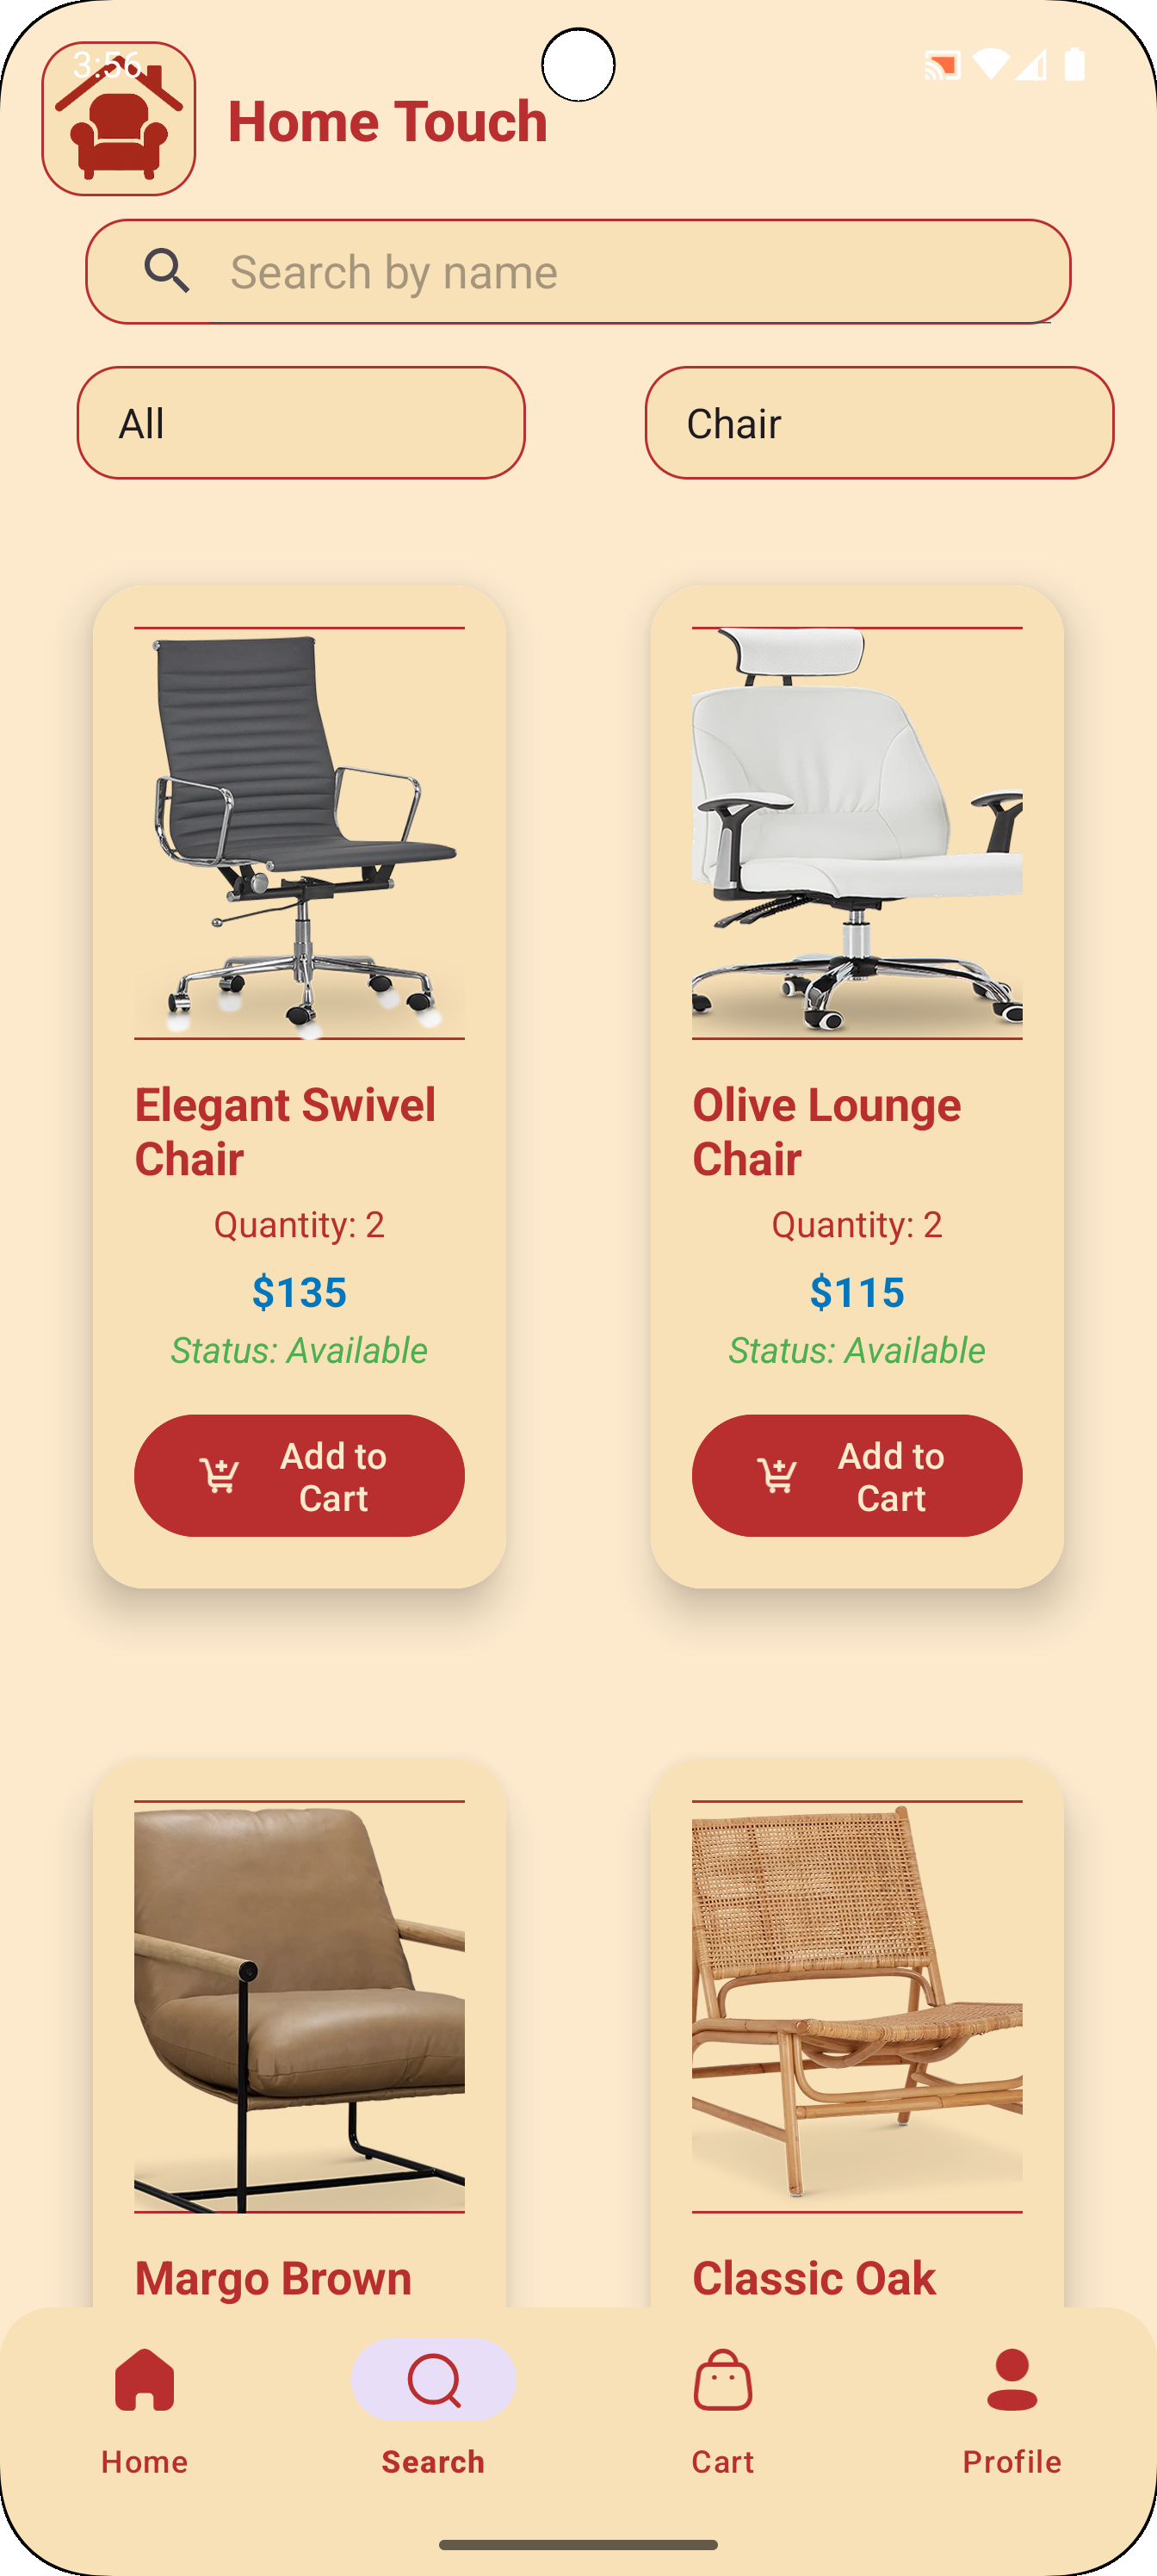 3:56
Home Touch
Search by name
All
Chair
Elegant Swivel
Chair
Quantity: 2
$135
Status: Available
Add to
Cart
Olive Lounge
Chair
Quantity: 2
$115
Status: Available
Add to
Cart
Margo Brown
Classic Oak
Home
Search
Cart
Profile